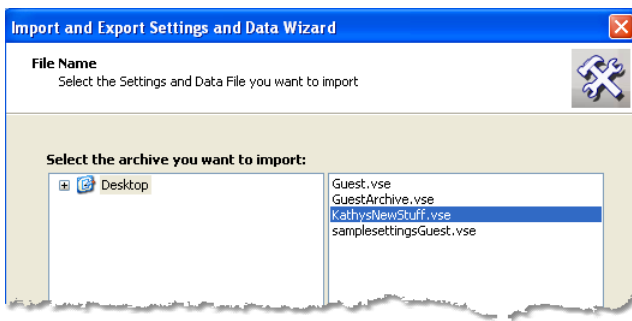 Import and Export Settings and Data Wizard
File Name
Select the Settings and Data File you want to import
Select the archive you want to import:
Desktop
Guest.vse
GuestArchive.vse
KathysNewStuff.vse
samplesettingsGuest.vse